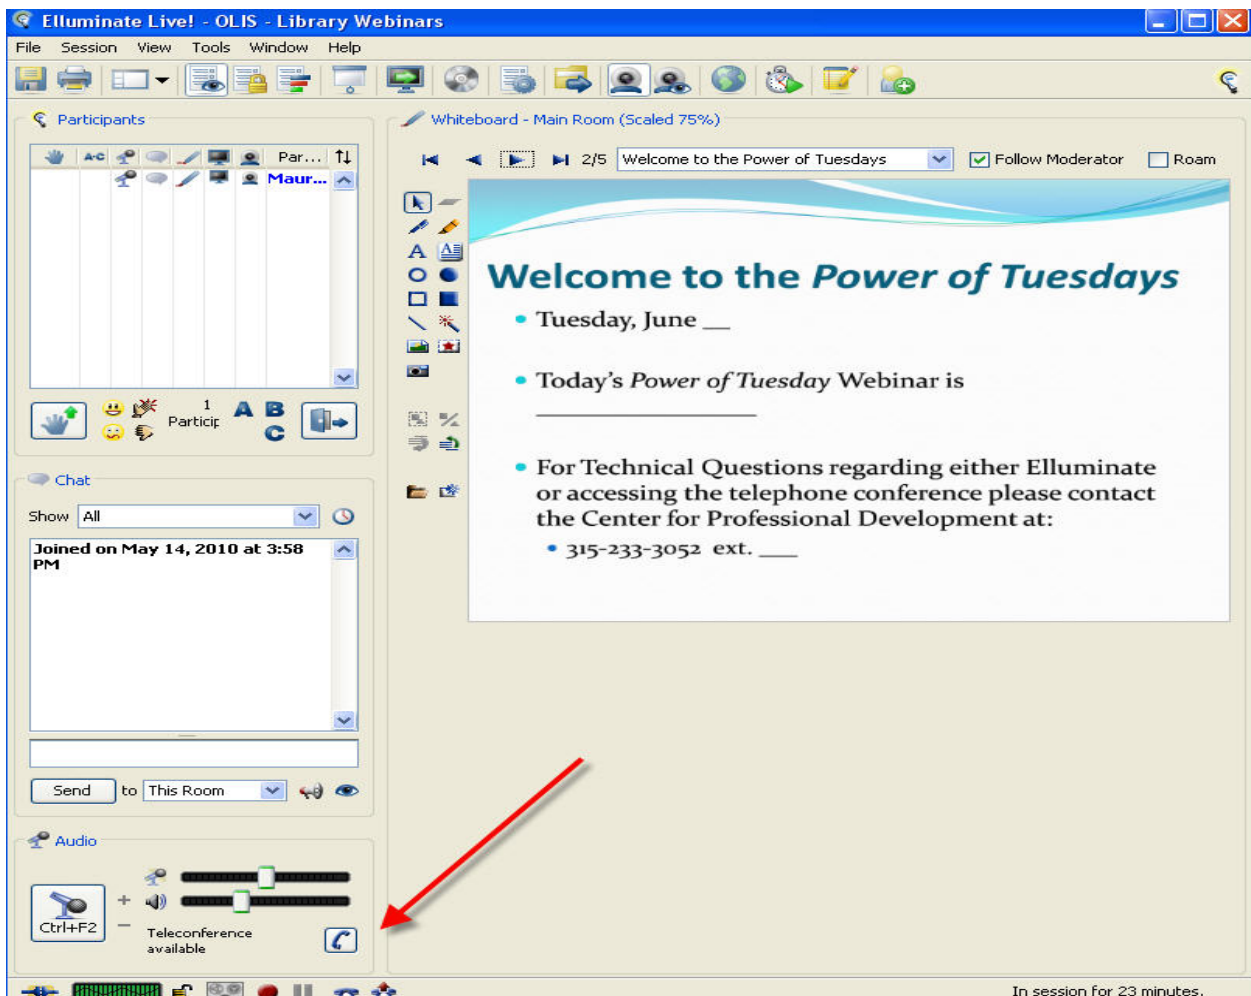 Elluminate Live! - OLIS - Library Webinars
File Session View Tools Window Help
Participants
A·C Par...
Maur...
1
Particip
A B
C
Chat
Show All
Joined on May 14, 2010 at 3:58
PM
Send to This Room
Audio
Ctrl+F2
+
−
Teleconference
available
Whiteboard - Main Room (Scaled 75%)
2/5 Welcome to the Power of Tuesdays Follow Moderator Roam
A A
Welcome to the Power of Tuesdays
• Tuesday, June __
• Today's Power of Tuesday Webinar is
__________________
• For Technical Questions regarding either Elluminate
or accessing the telephone conference please contact
the Center for Professional Development at:
• 315-233-3052 ext. ___
In session for 23 minutes.